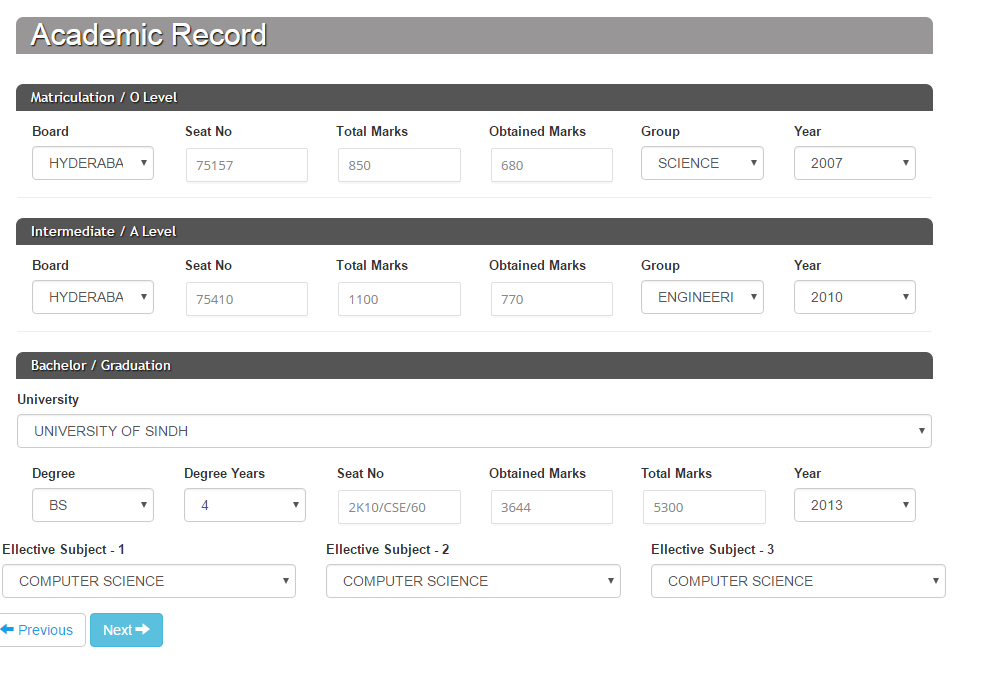 Academic Record
Matriculation / O Level
Board Seat No Total Marks Obtained Marks Group Year
HYDERABA 75157 850 680 SCIENCE 2007
Intermediate / A Level
Board Seat No Total Marks Obtained Marks Group Year
HYDERABA 75410 1100 770 ENGINEERI 2010
Bachelor / Graduation
University
UNIVERSITY OF SINDH
Degree Degree Years Seat No Obtained Marks Total Marks Year
BS 4 2K10/CSE/60 3644 5300 2013
Ellective Subject - 1 Ellective Subject - 2 Ellective Subject - 3
COMPUTER SCIENCE COMPUTER SCIENCE COMPUTER SCIENCE
Previous Next